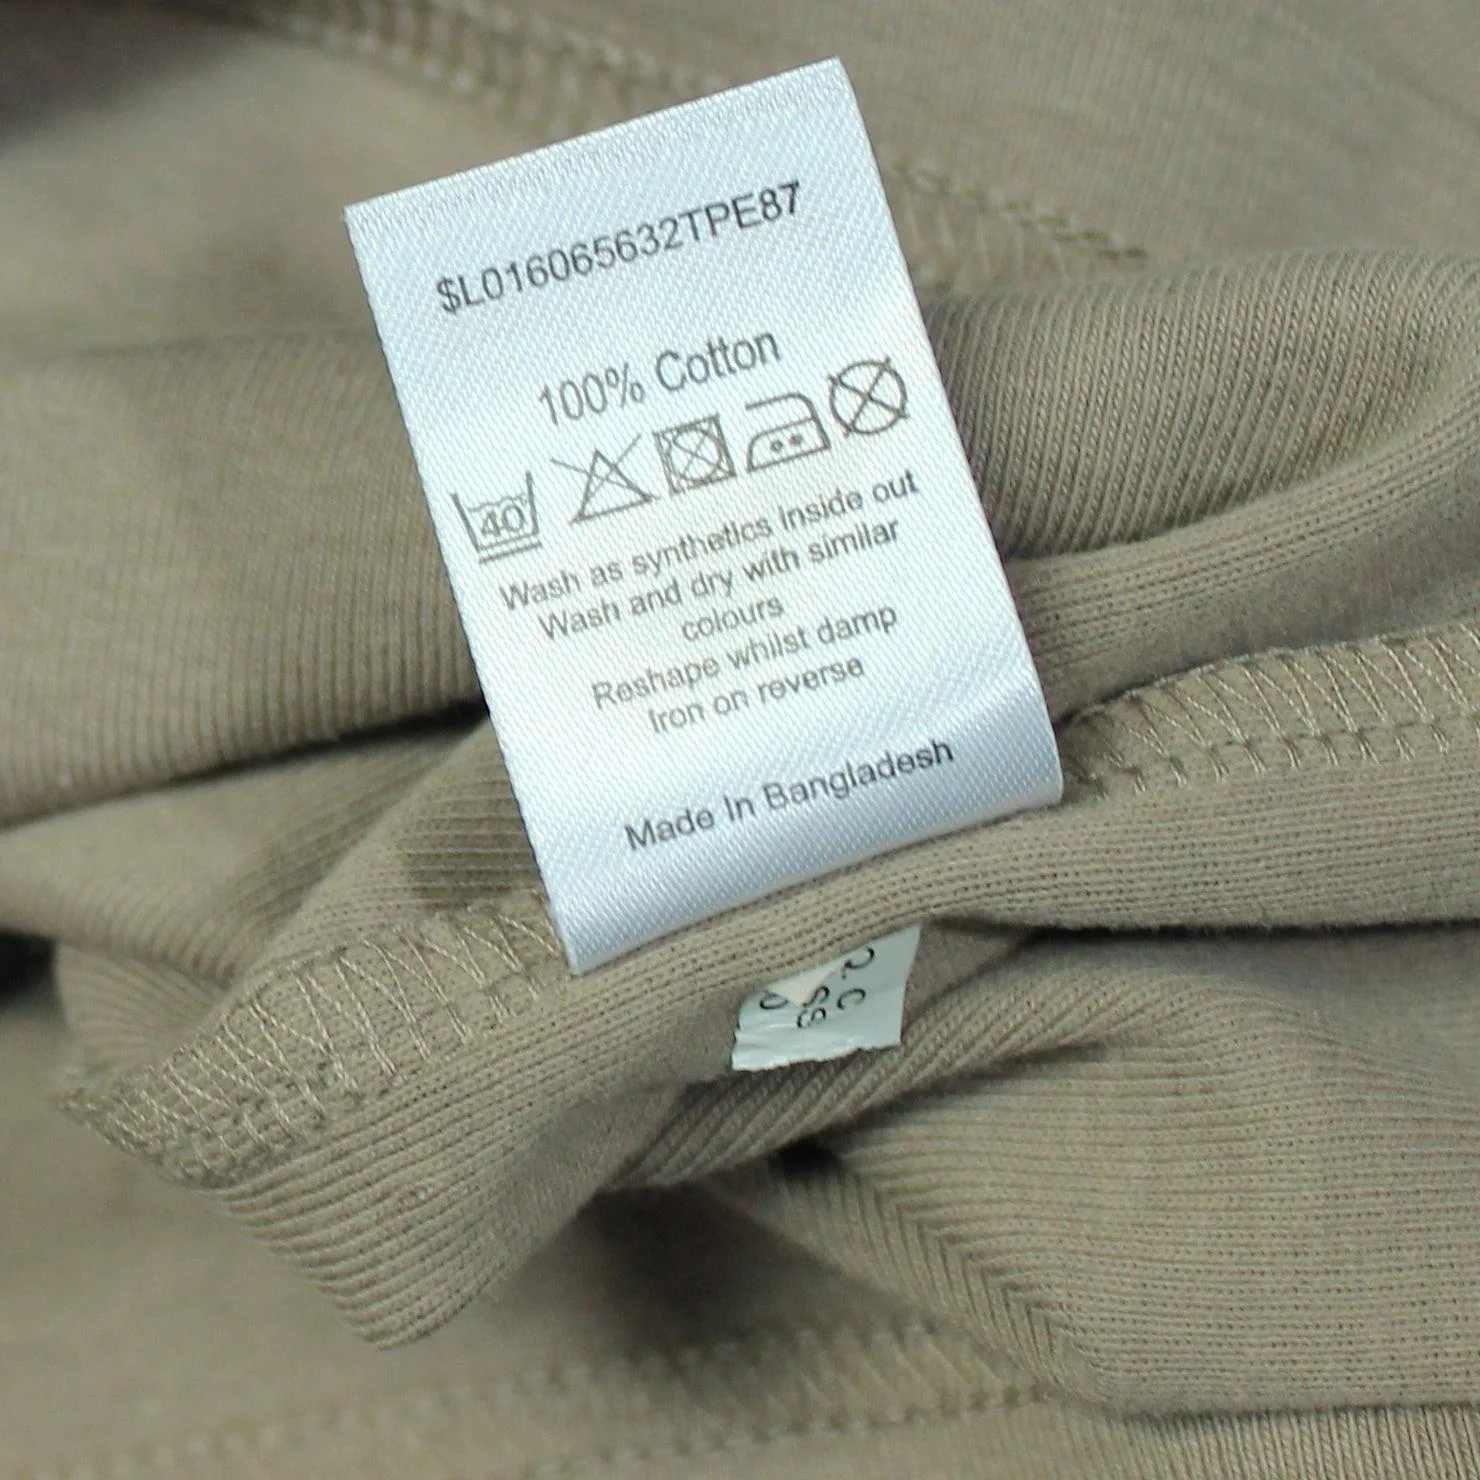 $L016065632TPE87
100% Cotton
40
Wash as synthetics inside out
Wash and dry with similar
colours
Reshape whilst damp
Iron on reverse
Made In Bangladesh